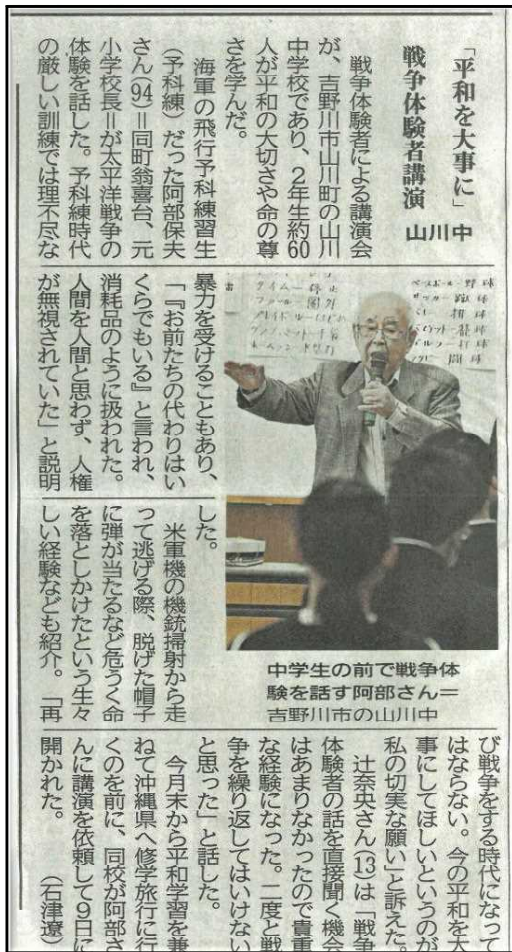 「平和を大事に」
戦争体験者講演
山川中
戦争体験者による講演会
が、吉野川市山川町の山川
中学校であり、2年生約60
人が平和の大切さや命の尊
さを学んだ。
海軍の飛行予科練習生
(予科練)だった阿部保夫
さん(94)=同町翁喜台、元
小学校長=が太平洋戦争の
体験を話した。予科練時代
の厳しい訓練では理不尽な
暴力を受けることもあり、
「『お前たちの代わりはい
くらでもいる』と言われ、
消耗品のように扱われた。
人間を人間と思わず、人権
が無視されていた」と説明
した。
米軍機の機銃掃射から走
って逃げる際、脱げた帽子
に弾が当たるなど危うく命
を落としかけたという生々
しい経験なども紹介。「再
び戦争をする時代になって
はならない。今の平和を大
事にしてほしいというのが
私の切実な願い」と訴えた。
辻奈央さん(13)は「戦争
体験者の話を直接聞く機会
はあまりなかったので貴重
な経験になった。二度と戦
争を繰り返してはいけない
と思った」と話した。
今月末から平和学習を兼
ねて沖縄県へ修学旅行に行
くのを前に、同校が阿部さ
んに講演を依頼して9日に
開かれた。(石津遼)
タイム─停止
ベースボール─野球
サッカー─蹴球
中学生の前で戦争体
験を話す阿部さん=
吉野川市の山川中